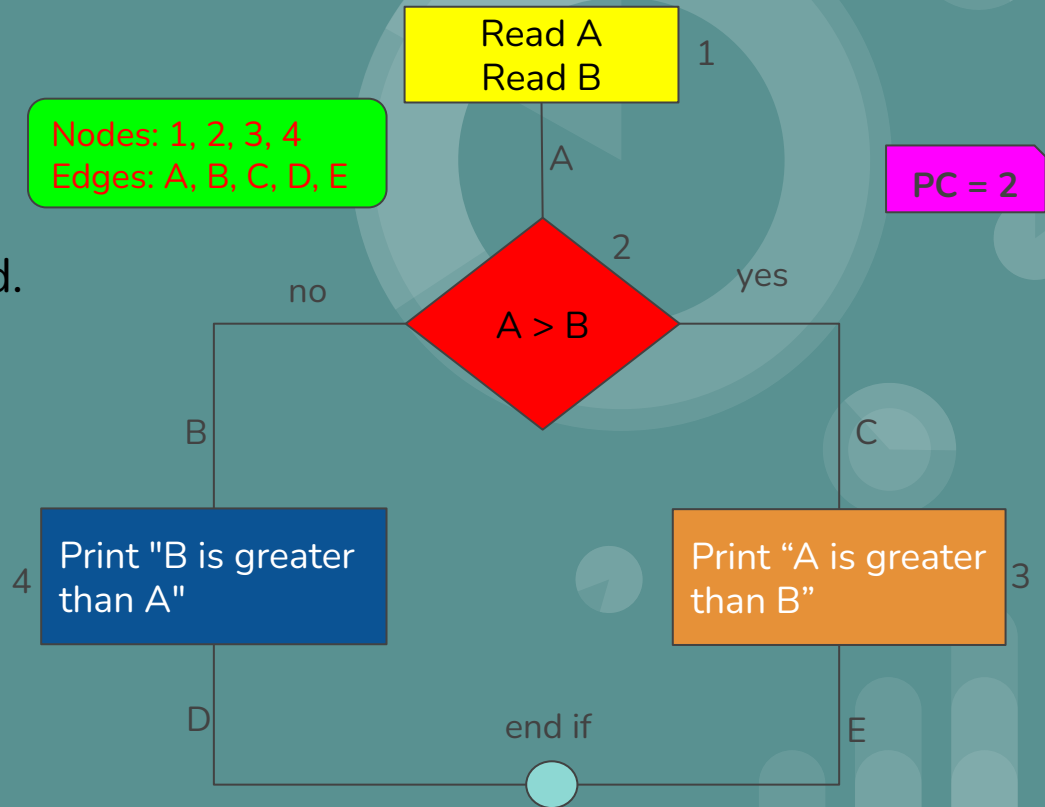 Read A
Read B
1
Nodes: 1, 2, 3, 4
Edges: A, B, C, D, E
A
PC = 2
2
d.
no
yes
A > B
B
C
Print "B is greater
than A"
4
Print “A is greater
than B”
3
D
end if
E